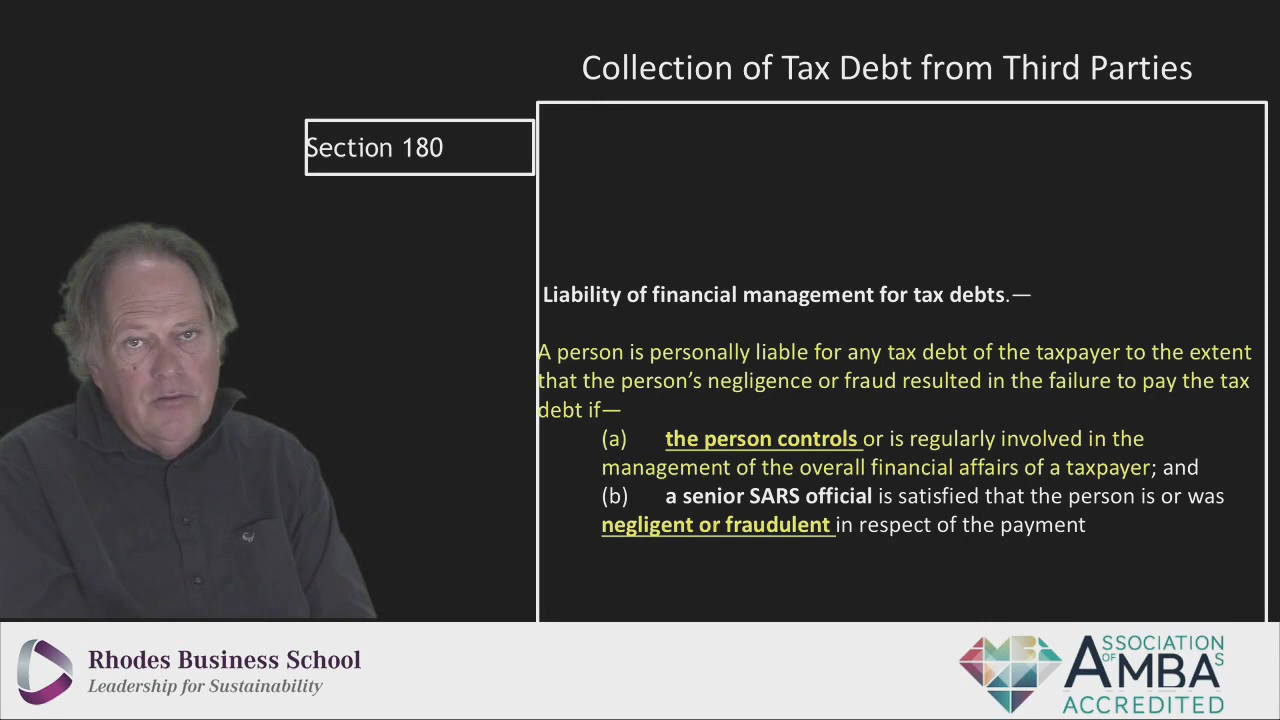 Collection of Tax Debt from Third Parties
Section 180
Liability of financial management for tax debts.—
A person is personally liable for any tax debt of the taxpayer to the extent
that the person’s negligence or fraud resulted in the failure to pay the tax
debt if—
(a) the person controls or is regularly involved in the
management of the overall financial affairs of a taxpayer; and
(b) a senior SARS official is satisfied that the person is or was
negligent or fraudulent in respect of the payment
Rhodes Business School
Leadership for Sustainability
ASSOCIATION
OF AMBAS
ACCREDITED